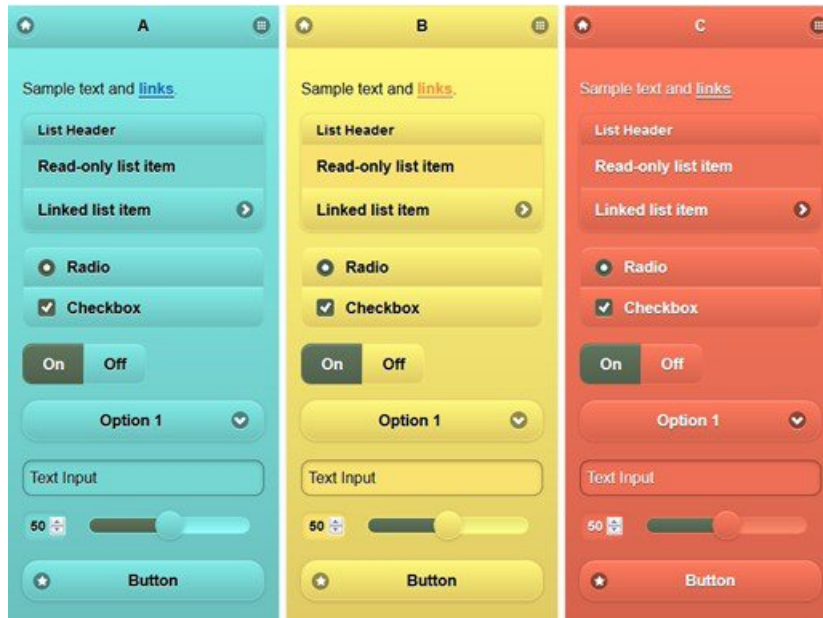 A
Sample text and links.
List Header
Read-only list item
Linked list item
Radio
Checkbox
On Off
Option 1
Text Input
50
Button
B
Sample text and links.
List Header
Read-only list item
Linked list item
Radio
Checkbox
On Off
Option 1
Text Input
50
Button
C
Sample text and links.
List Header
Read-only list item
Linked list item
Radio
Checkbox
On Off
Option 1
Text Input
50
Button